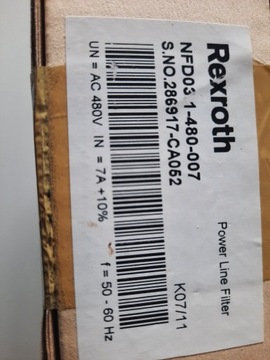 Rexroth
Power Line Filter
NFD03.1-480-007
S.NO.286917-CA052
K07/11
UN = AC 480V IN = 7A +10% f = 50 - 60 Hz